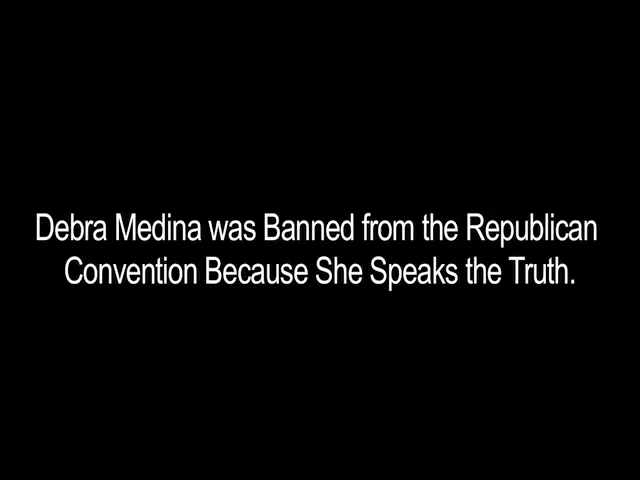 Debra Medina was Banned from the Republican
Convention Because She Speaks the Truth.